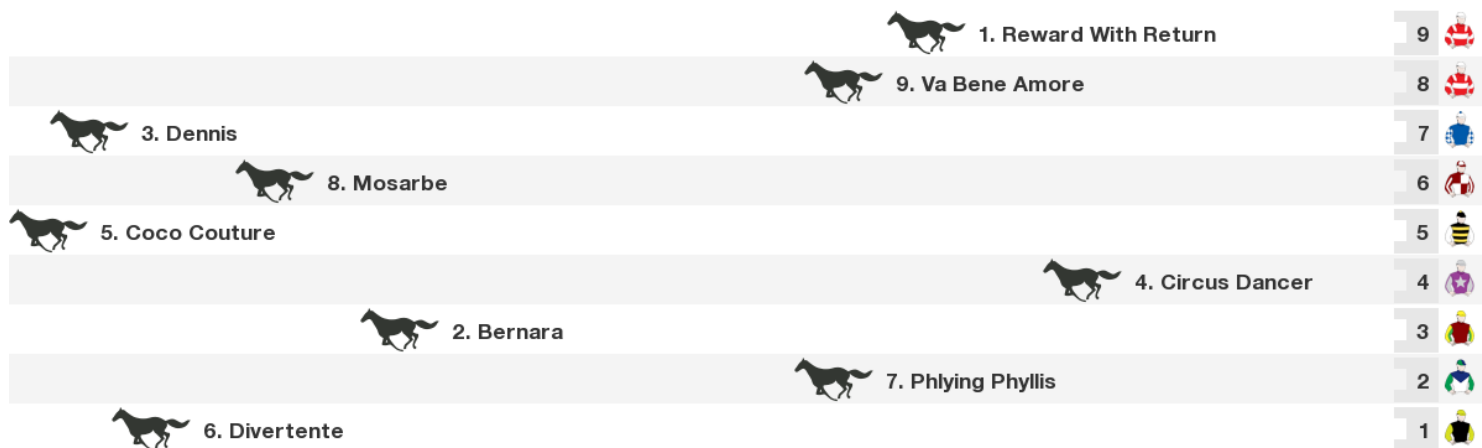 1. Reward With Return 9
9. Va Bene Amore 8
3. Dennis 7
8. Mosarbe 6
5. Coco Couture 5
4. Circus Dancer 4
2. Bernara 3
7. Phlying Phyllis 2
6. Divertente 1